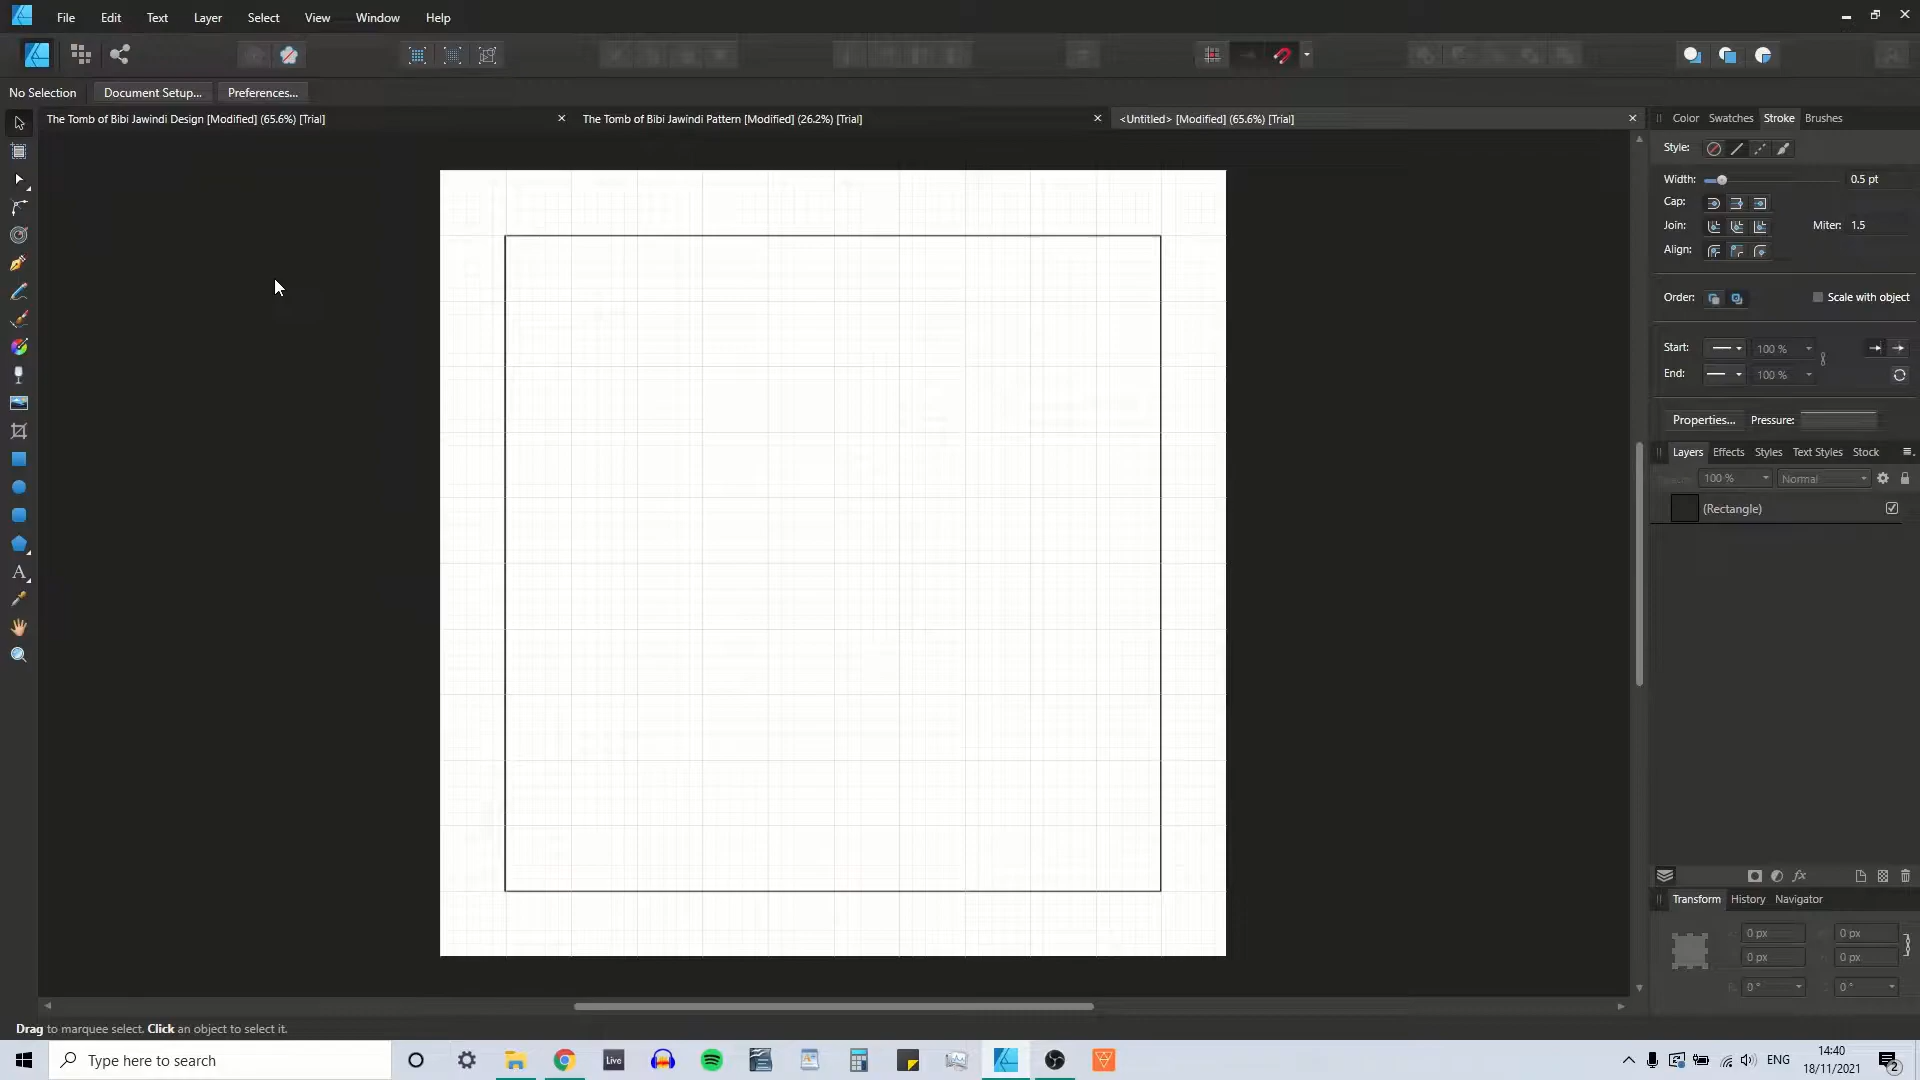 File Edit Text Layer Select View Window Help
No Selection Document Setup... Preferences...
The Tomb of Bibi Jawindi Design [Modified] (65.6%) [Trial]
The Tomb of Bibi Jawindi Pattern [Modified] (26.2%) [Trial]
<Untitled> [Modified] (65.6%) [Trial]
Color Swatches Stroke Brushes
Style:
Width: 0.5 pt
Cap:
Join: Miter: 1.5
Align:
Order: Scale with object
Start: 100 %
End: 100 %
Properties... Pressure:
Layers Effects Styles Text Styles Stock
100 % Normal
(Rectangle)
Transform History Navigator
0 px 0 px
0 px 0 px
0 ° 0 °
Drag to marquee select. Click an object to select it.
Type here to search
Live
ENG
14:40
18/11/2021
2